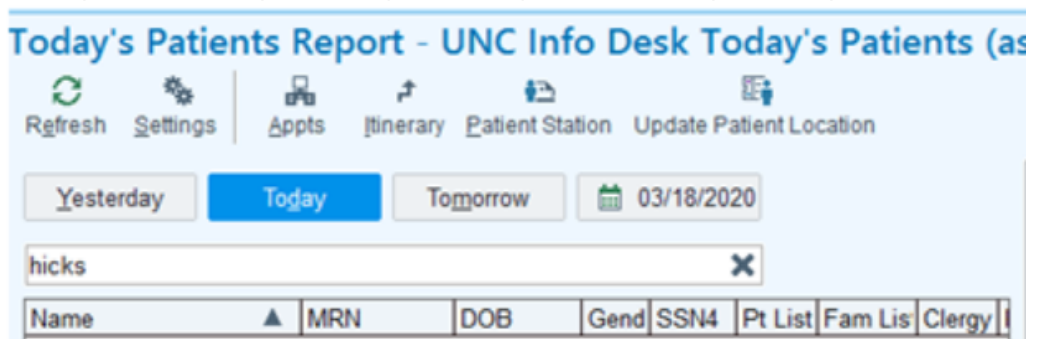 Today's Patients Report - UNC Info Desk Today's Patients (as
Refresh Settings Appts Itinerary Patient Station Update Patient Location
Yesterday Today Tomorrow 03/18/2020
hicks
Name MRN DOB Gend SSN4 Pt List Fam Lis Clergy